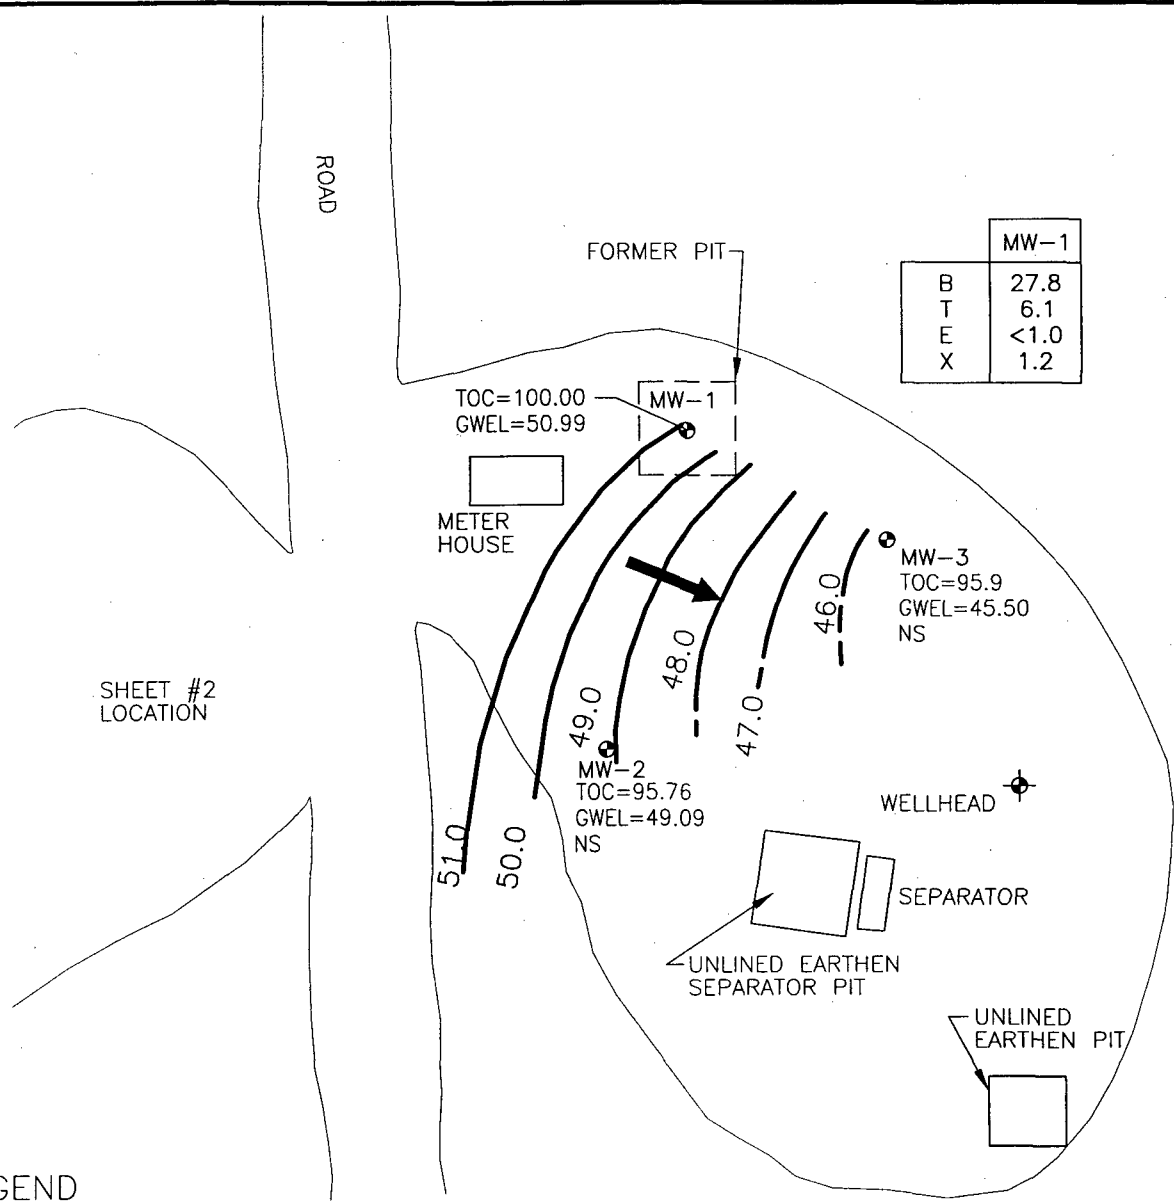 ROAD
FORMER PIT
MW-1
B 27.8
T 6.1
E <1.0
X 1.2
TOC=100.00
GWEL=50.99
MW-1
METER
HOUSE
MW-3
TOC=95.9
GWEL=45.50
NS
46.0
48.0
47.0
49.0
SHEET #2
LOCATION
MW-2
TOC=95.76
GWEL=49.09
NS
51.0
50.0
WELLHEAD
SEPARATOR
UNLINED EARTHEN
SEPARATOR PIT
UNLINED
EARTHEN PIT
GEND